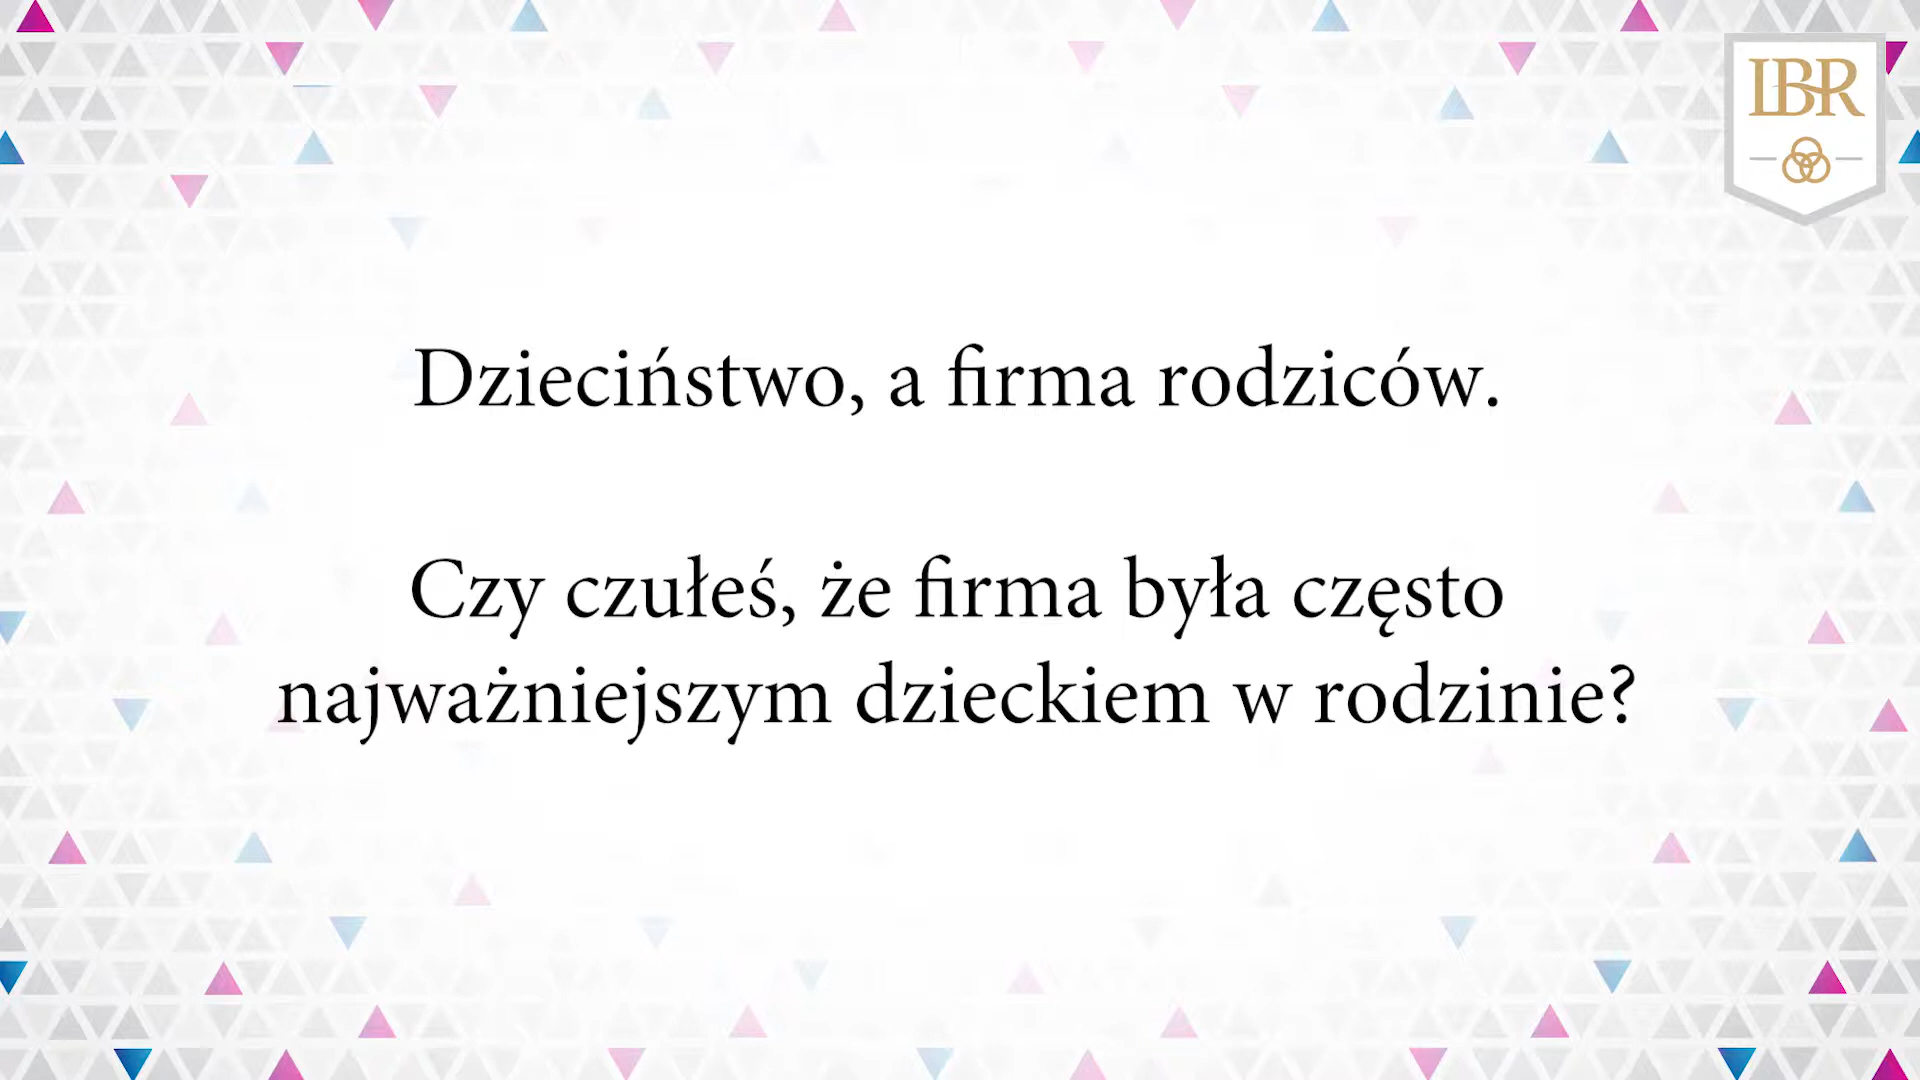 IBR
Dzieciństwo, a firma rodziców.
Czy czułeś, że firma była często
najważniejszym dzieckiem w rodzinie?